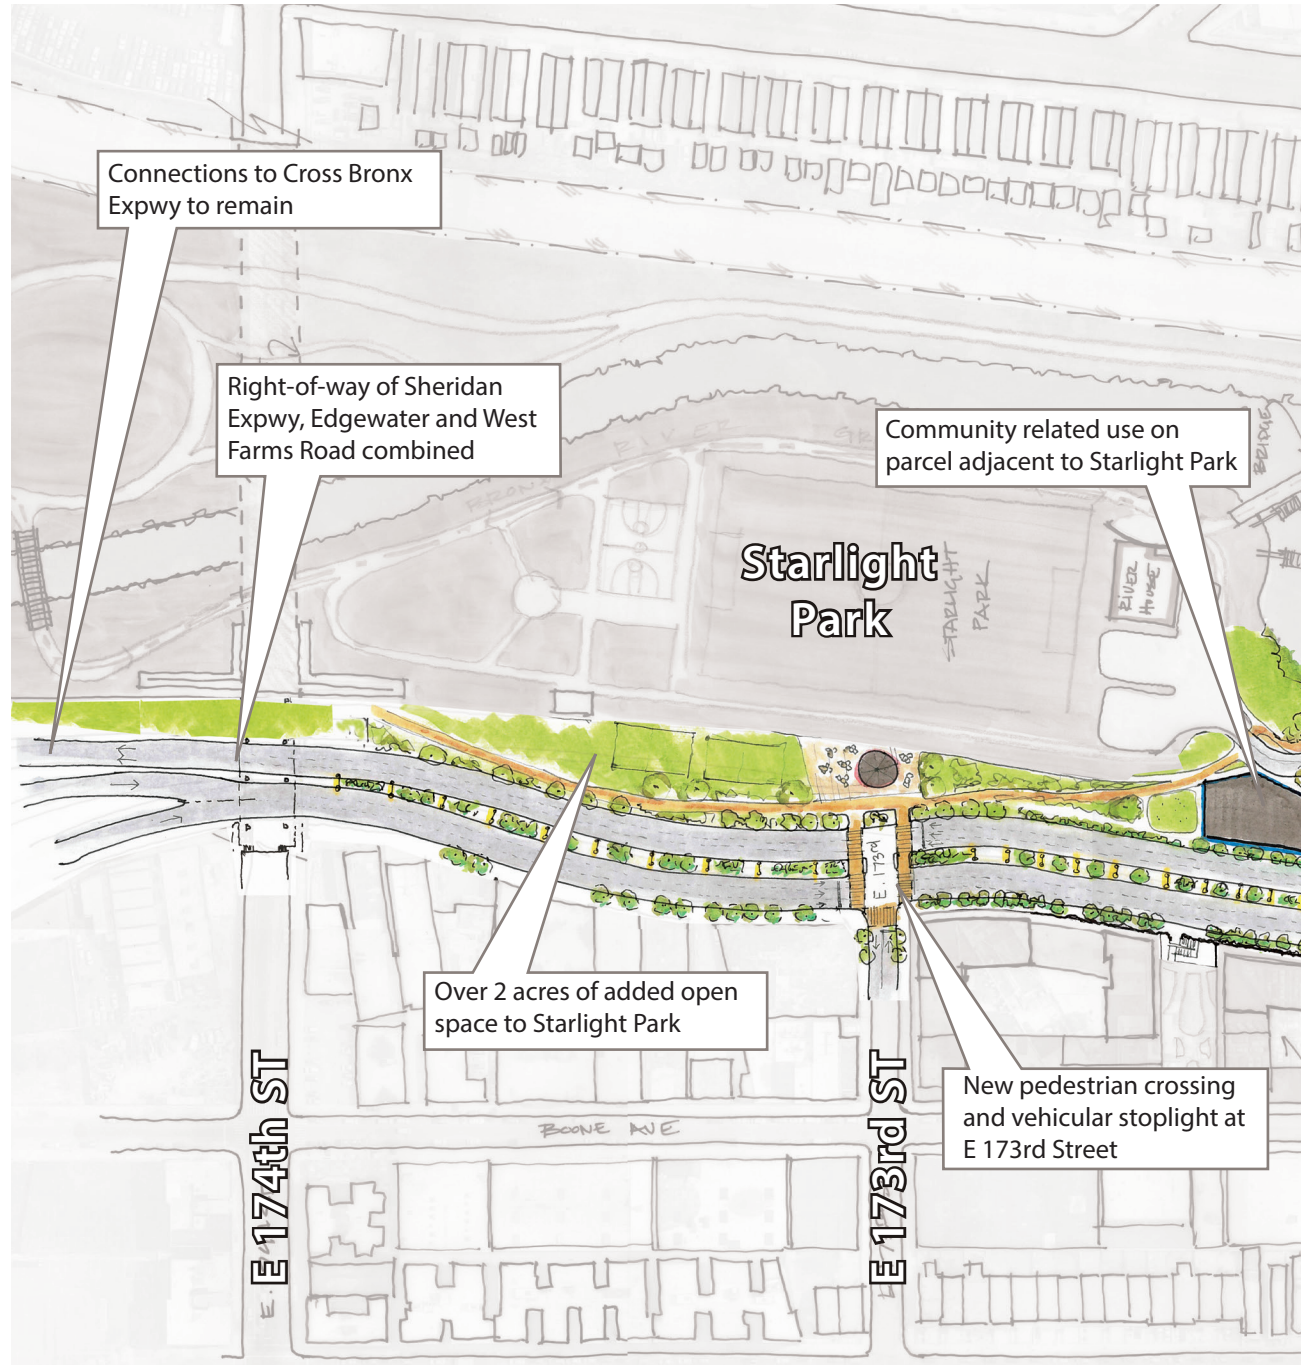 Connections to Cross Bronx
Expwy to remain
Right-of-way of Sheridan
Expwy, Edgewater and West
Farms Road combined
Community related use on
parcel adjacent to Starlight Park
BRIDGE
BRONX RIVER
Starlight
Park
STARLIGHT
PARK
RIVER
HOUSE
E. 173rd
Over 2 acres of added open
space to Starlight Park
New pedestrian crossing
and vehicular stoplight at
E 173rd Street
BOONE AVE
E 174th ST
E 173rd ST